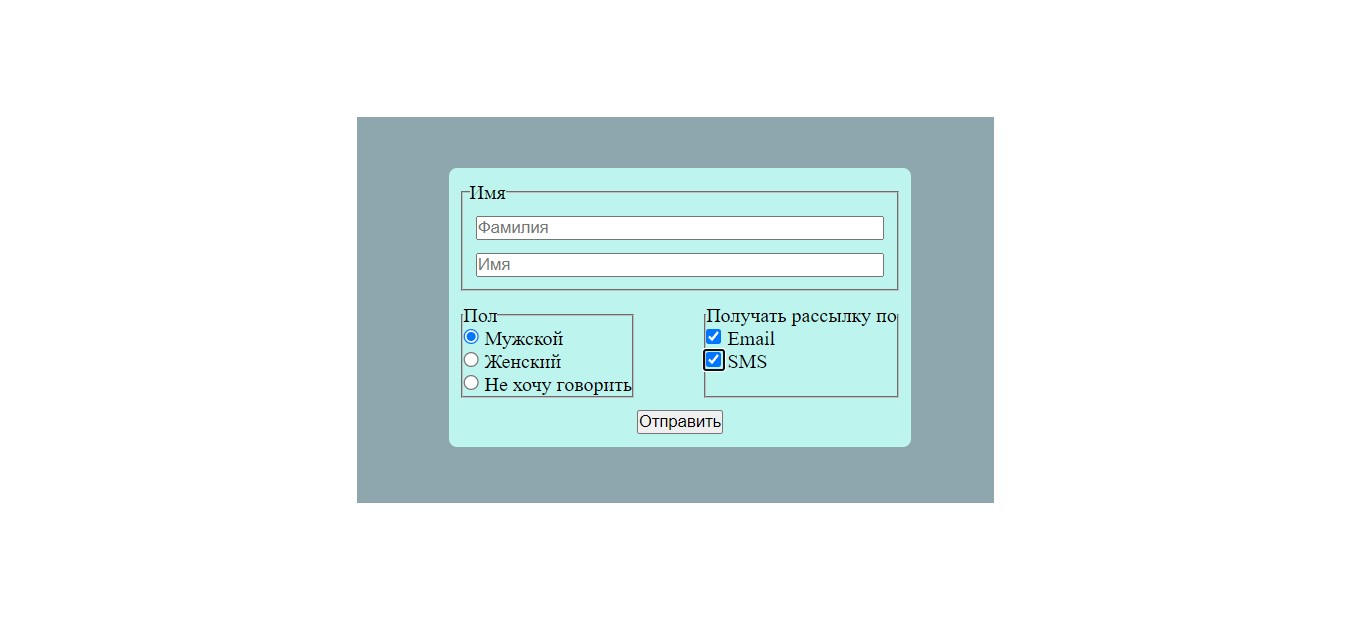 Имя
Фамилия
Имя
Пол
Мужской
Женский
Не хочу говорить
Получать рассылку по
Email
SMS
Отправить